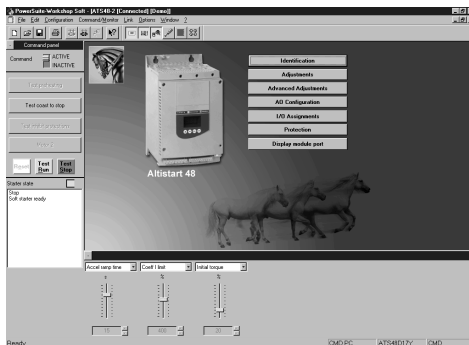 PowerSuite-Workshop Soft - [ATS48-2 [Connected] [Demo]]
File Edit Configuration Command/Monitor Link Options Window ?
Command panel
Command
ACTIVE
INACTIVE
Test coast to stop
Test Run
Test Stop
Starter state
Stop
Soft starter ready
Identification
Adjustments
Advanced Adjustments
AO Configuration
I/O Assignments
Protection
Display module port
Altistart 48
Accel ramp time
Coeff I limit
Initial torque
s
%
%
15
400
20
Ready
CMD PC
ATS48D17Y
CMD